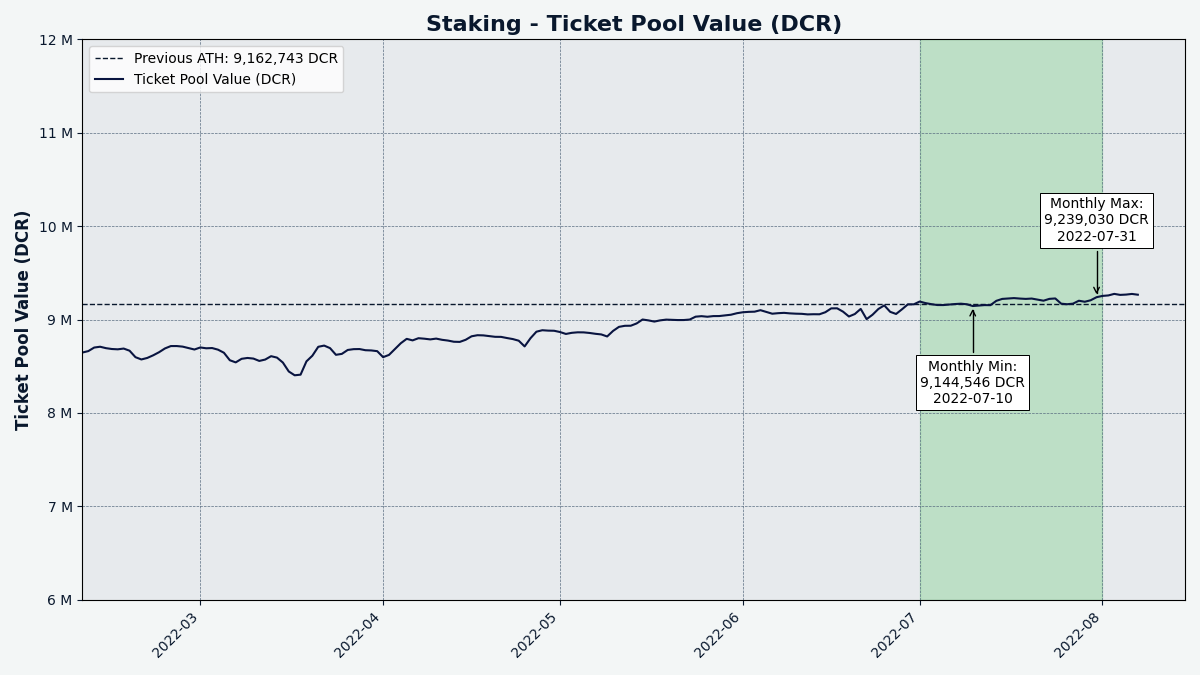 Staking - Ticket Pool Value (DCR)
Previous ATH: 9,162,743 DCR
Ticket Pool Value (DCR)
Ticket Pool Value (DCR)
12 M
11 M
10 M
9 M
8 M
7 M
6 M
Monthly Max:
9,239,030 DCR
2022-07-31
Monthly Min:
9,144,546 DCR
2022-07-10
2022-03
2022-04
2022-05
2022-06
2022-07
2022-08